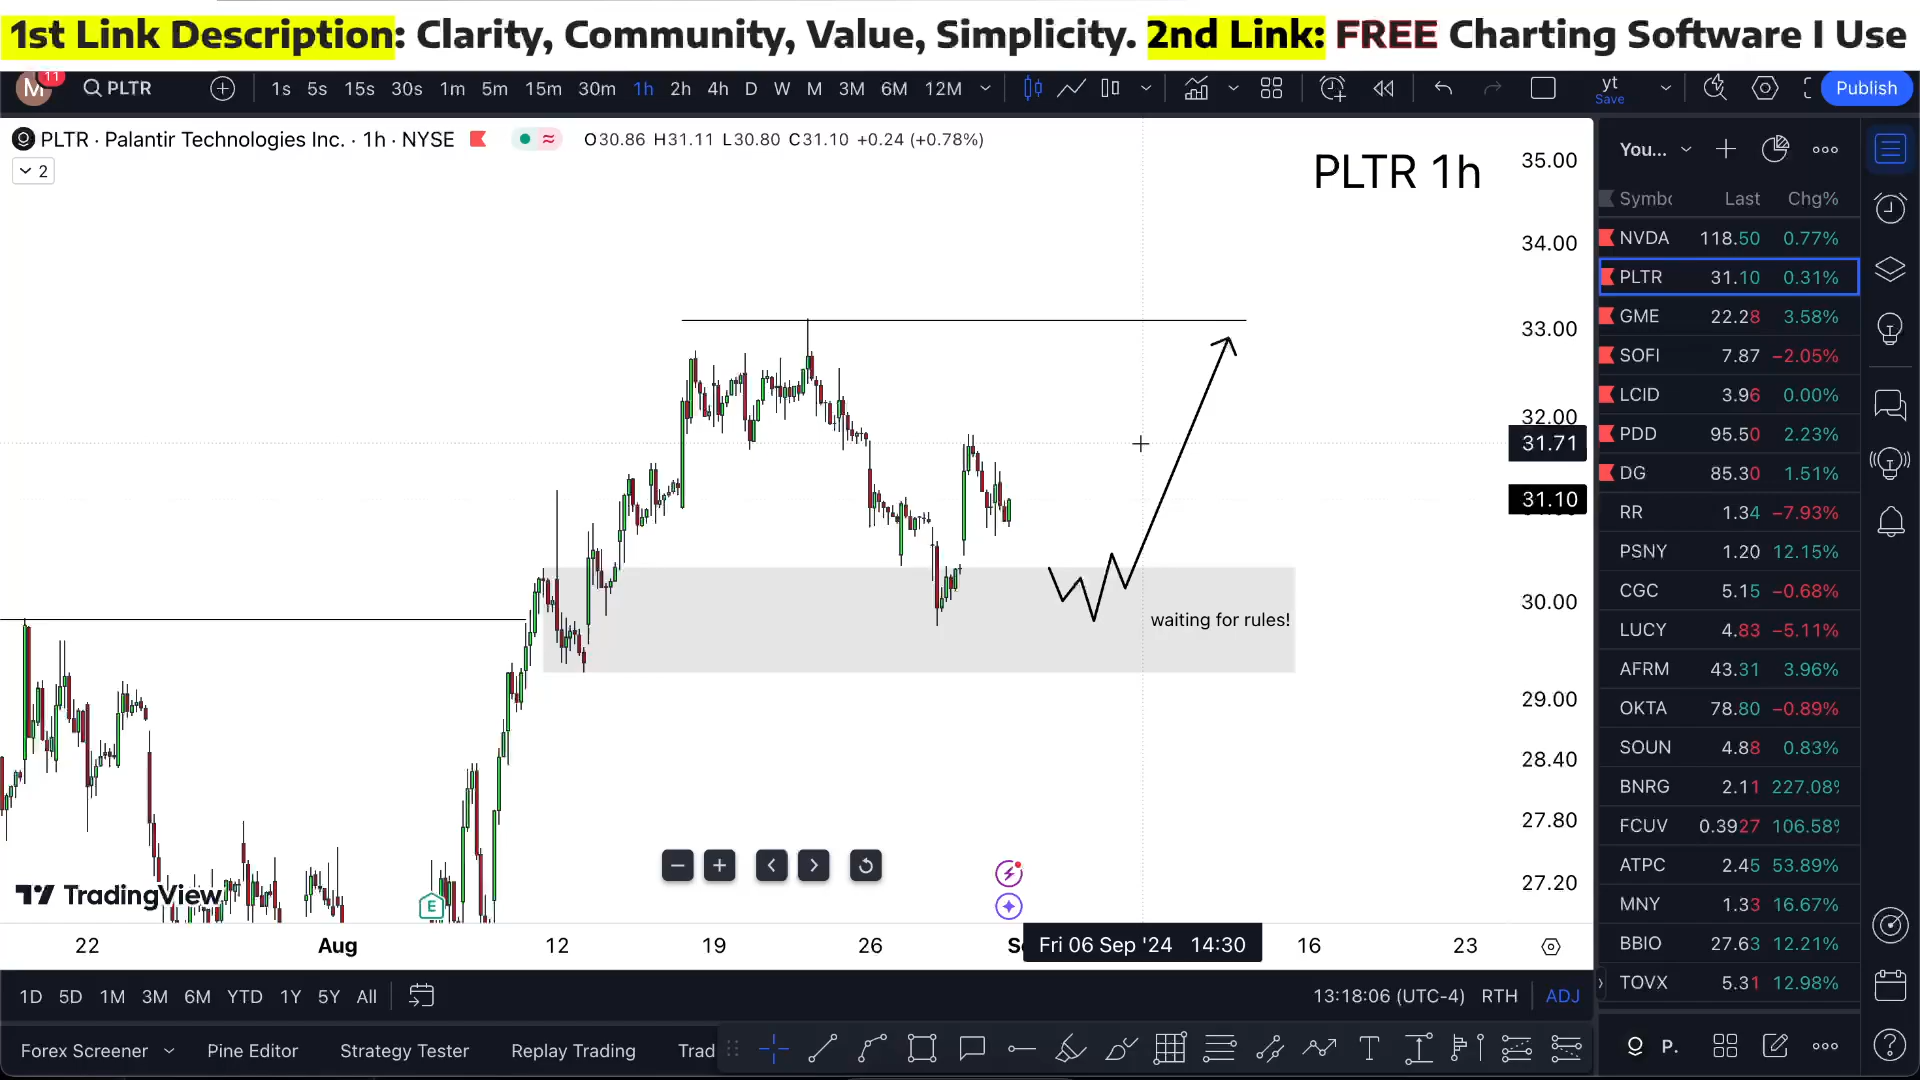 1st Link Description: Clarity, Community, Value, Simplicity. 2nd Link: FREE Charting Software I Use
M 11 PLTR 1s 5s 15s 30s 1m 5m 15m 30m 1h 2h 4h D W M 3M 6M 12M yt Save Publish
PLTR · Palantir Technologies Inc. · 1h · NYSE O30.86 H31.11 L30.80 C31.10 +0.24 (+0.78%)
2
PLTR 1h
35.00
34.00
33.00
32.00
31.71
31.10
30.00
29.00
28.40
27.80
27.20
waiting for rules!
TradingView
E
22 Aug 12 19 26 Fri 06 Sep '24 14:30 16 23
You...
Last Chg%
NVDA 118.50 0.77%
PLTR 31.10 0.31%
GME 22.28 3.58%
SOFI 7.87 −2.05%
LCID 3.96 0.00%
PDD 95.50 2.23%
DG 85.30 1.51%
RR 1.34 −7.93%
PSNY 1.20 12.15%
CGC 5.15 −0.68%
LUCY 4.83 −5.11%
AFRM 43.31 3.96%
OKTA 78.80 −0.89%
SOUN 4.88 0.83%
BNRG 2.11 227.08%
FCUV 0.3927 106.58%
ATPC 2.45 53.89%
MNY 1.33 16.67%
BBIO 27.63 12.21%
TOVX 5.31 12.98%
1D 5D 1M 3M 6M YTD 1Y 5Y All 13:18:06 (UTC-4) RTH ADJ
Forex Screener Pine Editor Strategy Tester Replay Trading Trad P.